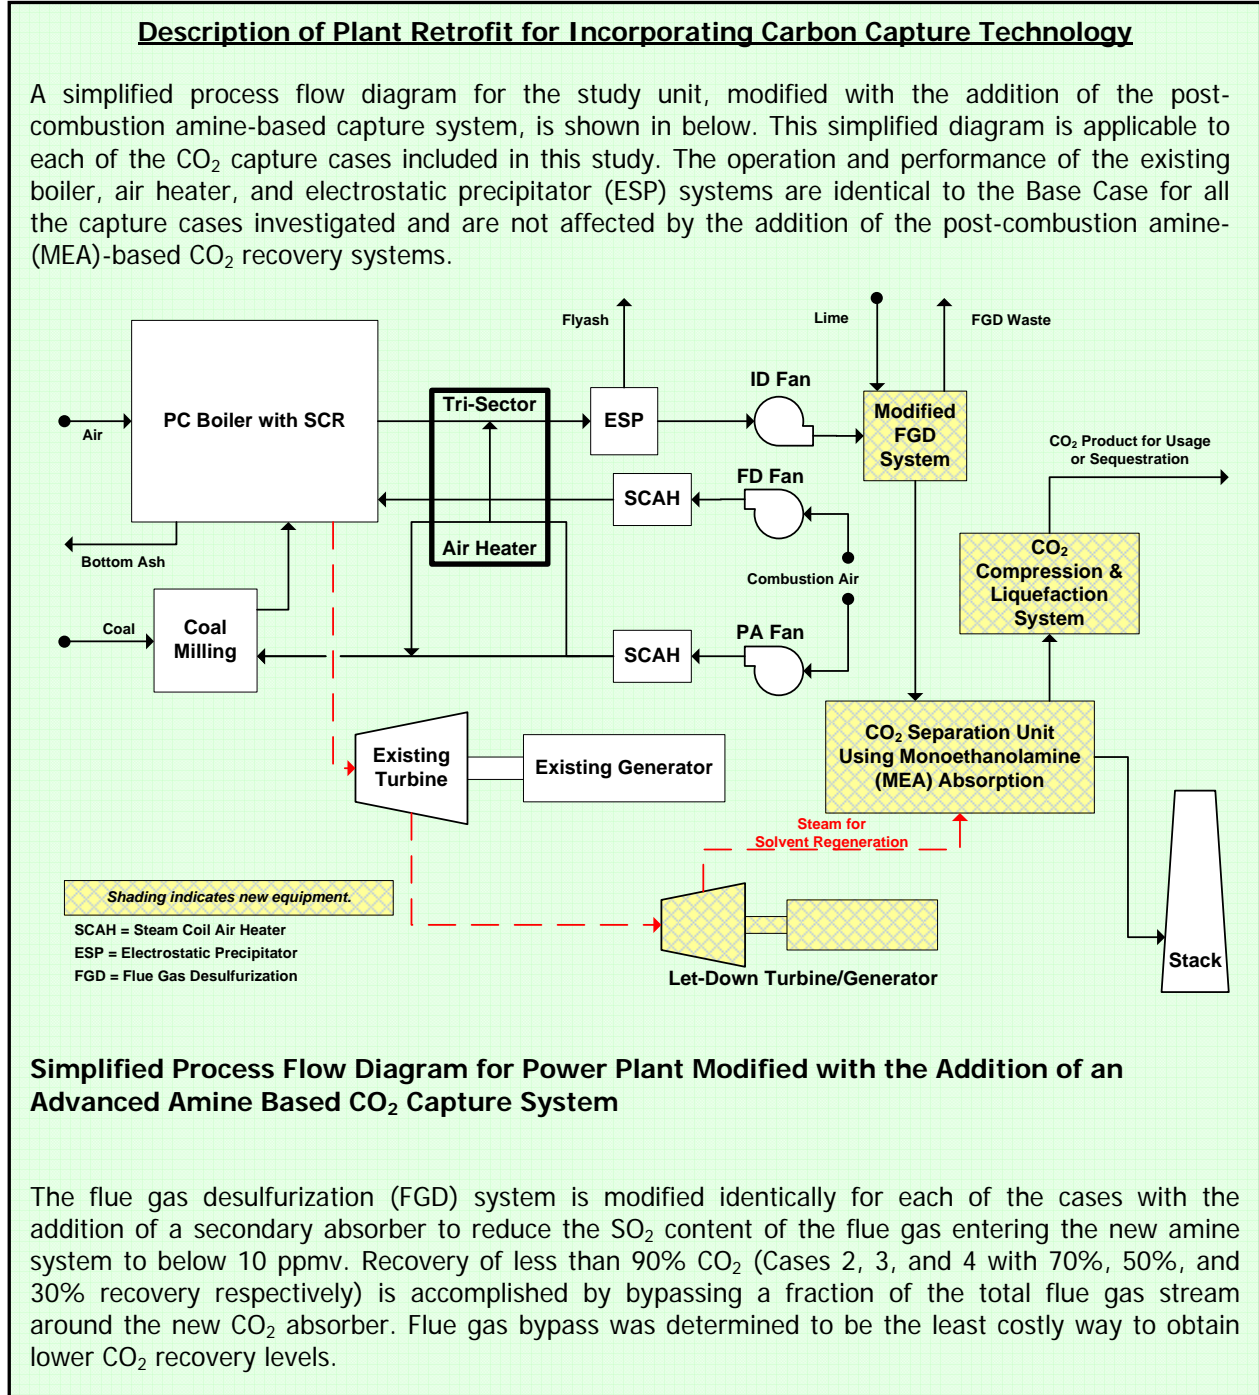 Description of Plant Retrofit for Incorporating Carbon Capture Technology
A simplified process flow diagram for the study unit, modified with the addition of the post-
combustion amine-based capture system, is shown in below. This simplified diagram is applicable to
each of the CO₂ capture cases included in this study. The operation and performance of the existing
boiler, air heater, and electrostatic precipitator (ESP) systems are identical to the Base Case for all
the capture cases investigated and are not affected by the addition of the post-combustion amine-
(MEA)-based CO₂ recovery systems.
Flyash
Lime
FGD Waste
ID Fan
Tri-Sector
PC Boiler with SCR
ESP
Modified
FGD
System
Air
CO₂ Product for Usage
or Sequestration
FD Fan
SCAH
Air Heater
Bottom Ash
Combustion Air
CO₂
Compression &
Liquefaction
System
Coal
Coal
Milling
PA Fan
SCAH
CO₂ Separation Unit
Using Monoethanolamine
(MEA) Absorption
Existing
Turbine
Existing Generator
Steam for
Solvent Regeneration
Shading indicates new equipment.
SCAH = Steam Coil Air Heater
ESP = Electrostatic Precipitator
FGD = Flue Gas Desulfurization
Let-Down Turbine/Generator
Stack
Simplified Process Flow Diagram for Power Plant Modified with the Addition of an
Advanced Amine Based CO₂ Capture System
The flue gas desulfurization (FGD) system is modified identically for each of the cases with the
addition of a secondary absorber to reduce the SO₂ content of the flue gas entering the new amine
system to below 10 ppmv. Recovery of less than 90% CO₂ (Cases 2, 3, and 4 with 70%, 50%, and
30% recovery respectively) is accomplished by bypassing a fraction of the total flue gas stream
around the new CO₂ absorber. Flue gas bypass was determined to be the least costly way to obtain
lower CO₂ recovery levels.